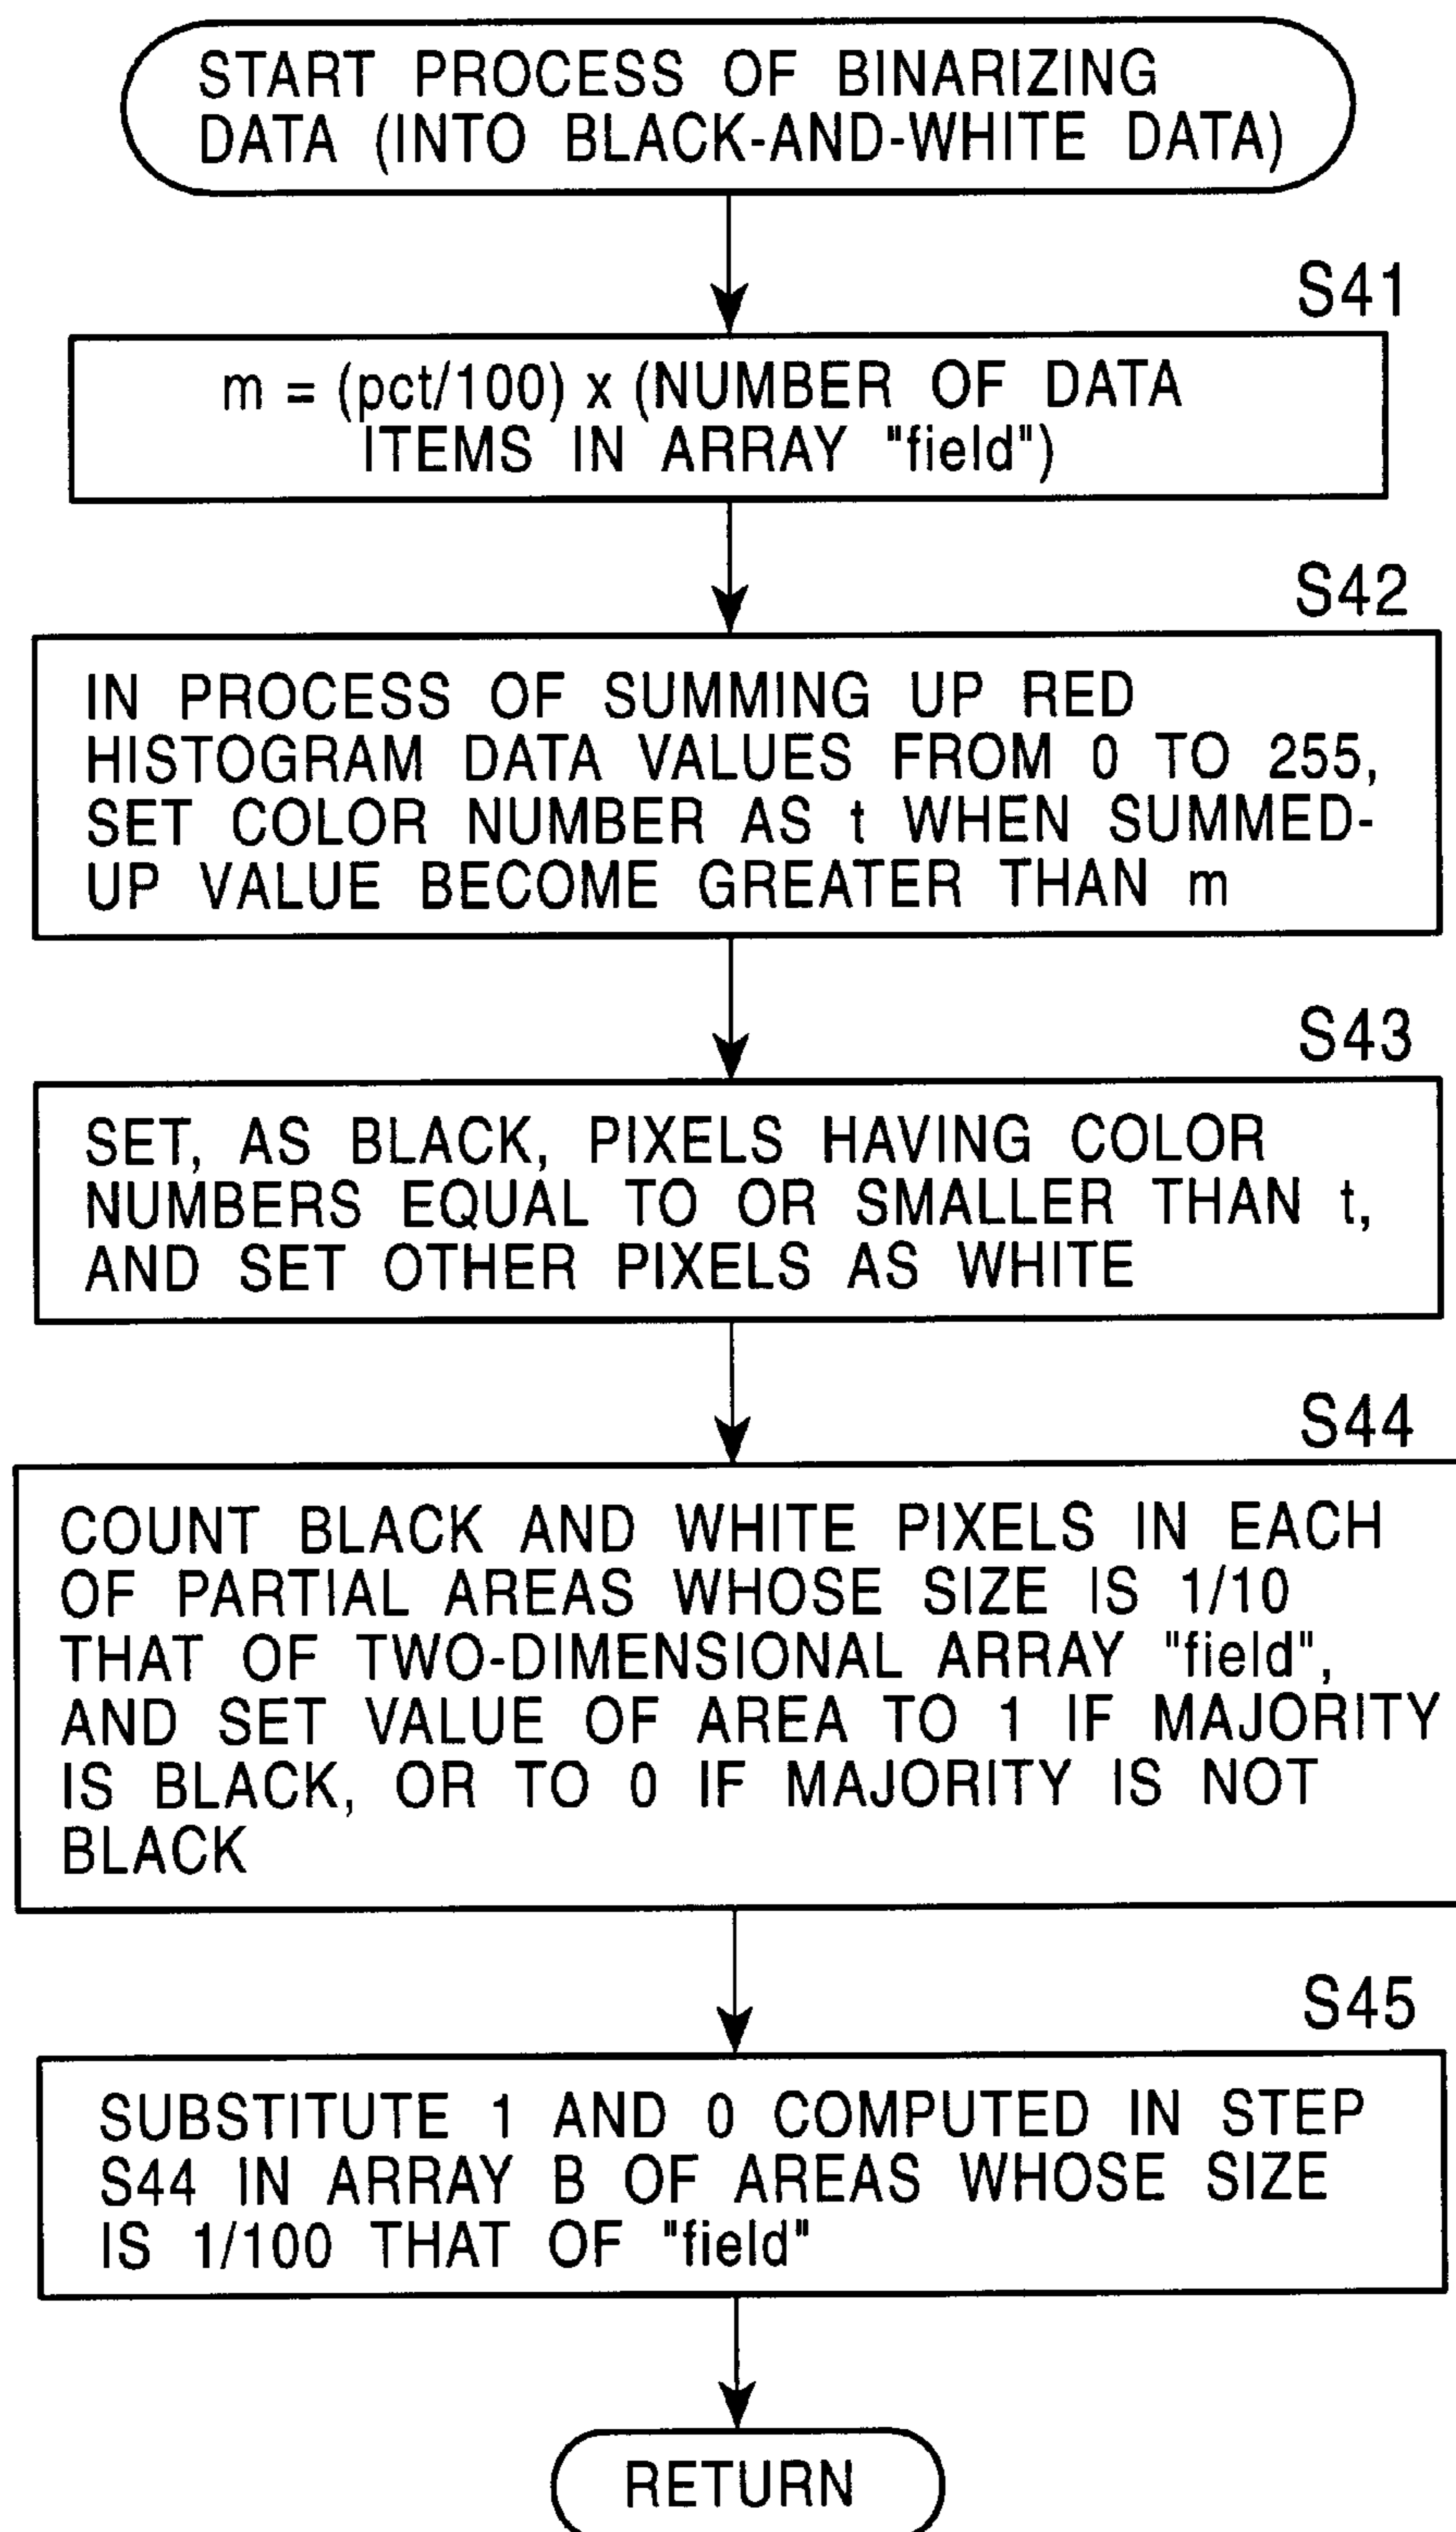 START PROCESS OF BINARIZING
DATA (INTO BLACK-AND-WHITE DATA)
S41
m = (pct/100) x (NUMBER OF DATA
ITEMS IN ARRAY "field")
S42
IN PROCESS OF SUMMING UP RED
HISTOGRAM DATA VALUES FROM 0 TO 255,
SET COLOR NUMBER AS t WHEN SUMMED-
UP VALUE BECOME GREATER THAN m
S43
SET, AS BLACK, PIXELS HAVING COLOR
NUMBERS EQUAL TO OR SMALLER THAN t,
AND SET OTHER PIXELS AS WHITE
S44
COUNT BLACK AND WHITE PIXELS IN EACH
OF PARTIAL AREAS WHOSE SIZE IS 1/10
THAT OF TWO-DIMENSIONAL ARRAY "field",
AND SET VALUE OF AREA TO 1 IF MAJORITY
IS BLACK, OR TO 0 IF MAJORITY IS NOT
BLACK
S45
SUBSTITUTE 1 AND 0 COMPUTED IN STEP
S44 IN ARRAY B OF AREAS WHOSE SIZE
IS 1/100 THAT OF "field"
RETURN